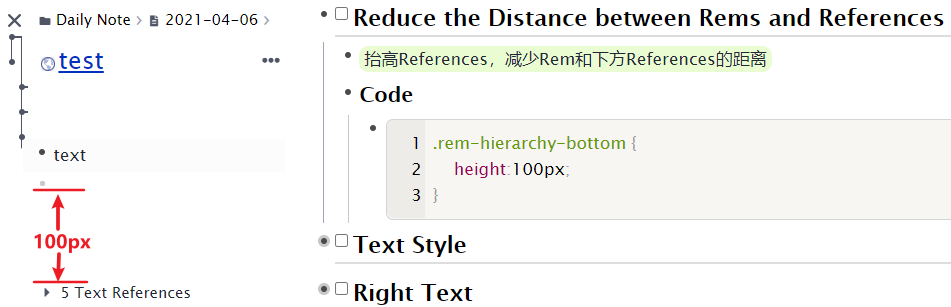 Daily Note
2021-04-06
test
text
100px
5 Text References
Reduce the Distance between Rems and References
抬高References，减少Rem和下方References的距离
Code
1 .rem-hierarchy-bottom {
2 height:100px;
3 }
Text Style
Right Text